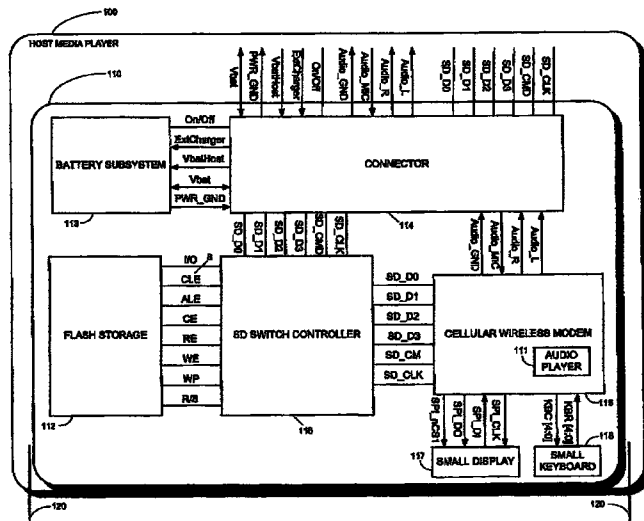 500
HOST MEDIA PLAYER
110
Vbat
PWR_GND
VbatHost
ExtCharger
On/Off
Audio_GND
Audio_MIC
Audio_R
Audio_L
SD_D0
SD_D1
SD_D2
SD_D3
SD_CMD
SD_CLK
BATTERY SUBSYSTEM
113
On/Off
ExtCharger
VbatHost
Vbat
PWR_GND
CONNECTOR
114
SD_D0
SD_D1
SD_D2
SD_D3
SD_CMD
SD_CLK
Audio_GND
Audio_MIC
Audio_R
Audio_L
FLASH STORAGE
112
I/O
8
CLE
ALE
CE
RE
WE
WP
R/B
SD SWITCH CONTROLLER
116
SD_D0
SD_D1
SD_D2
SD_D3
SD_CM
SD_CLK
CELLULAR WIRELESS MODEM
111
AUDIO PLAYER
115
SPI_nCS1
SPI_DO
SPI_DI
SPI_CLK
KBC [4:0]
KBR [4:0]
117
SMALL DISPLAY
SMALL KEYBOARD
118
120
120